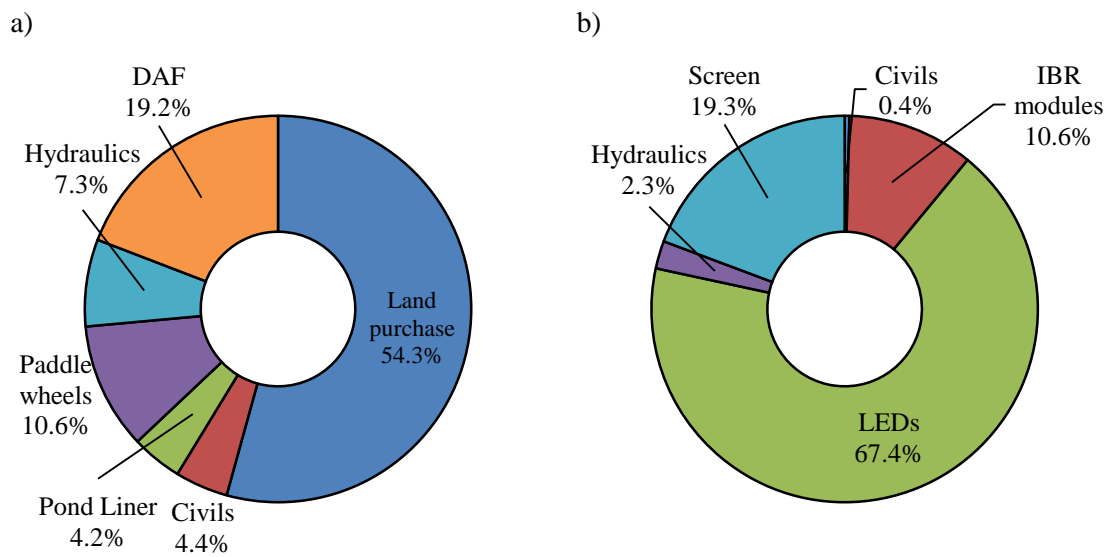 a)
DAF
19.2%
Hydraulics
7.3%
Paddle
wheels
10.6%
Pond Liner
4.2%
Civils
4.4%
Land
purchase
54.3%
b)
Screen
19.3%
Civils
0.4%
IBR
modules
10.6%
Hydraulics
2.3%
LEDs
67.4%